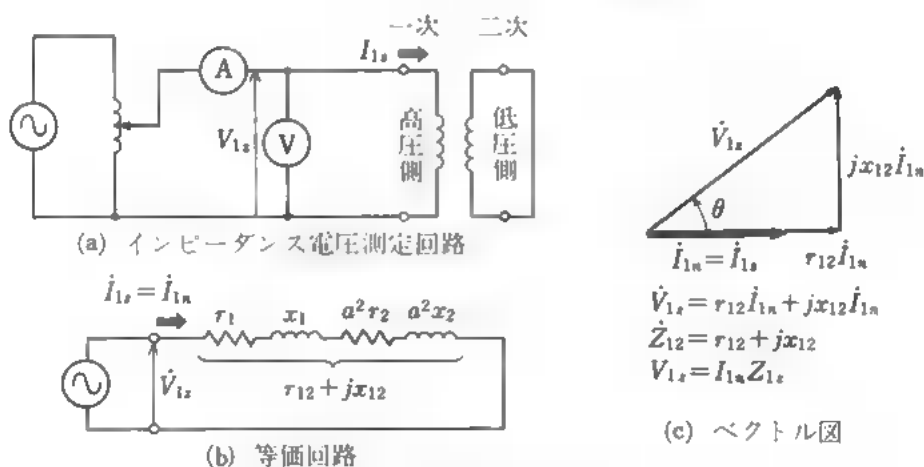 一次 二次
I₁ₛ
A
V₁ₛ
V
高圧側
低圧側
(a) インピーダンス電圧測定回路
İ₁ₛ=İ₁ₙ
r₁ x₁ a²r₂ a²x₂
V̇₁ₛ
r₁₂+jx₁₂
(b) 等価回路
V̇₁ₛ
jx₁₂İ₁ₙ
θ
İ₁ₙ=İ₁ₛ r₁₂İ₁ₙ
V̇₁ₛ=r₁₂İ₁ₙ+jx₁₂İ₁ₙ
Ż₁₂=r₁₂+jx₁₂
V₁ₛ=I₁ₙZ₁ₛ
(c) ベクトル図